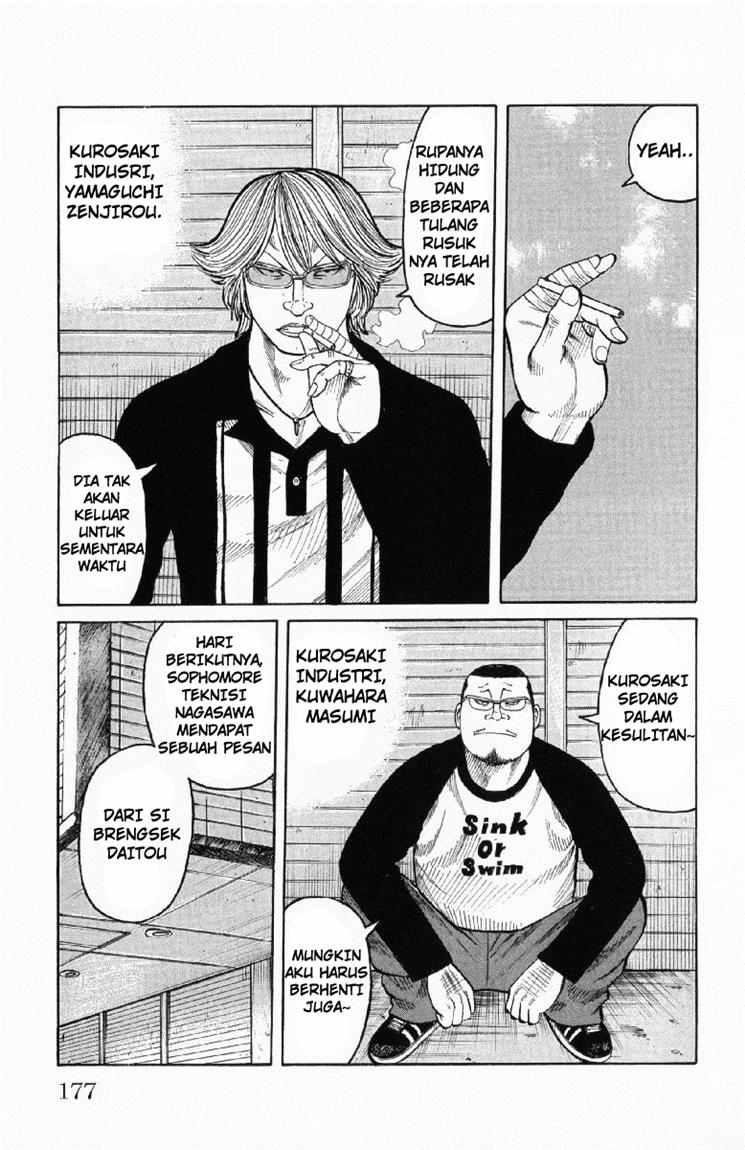 YEAH..
RUPANYA
HIDUNG
DAN
BEBERAPA
TULANG
RUSUK
NYA TELAH
RUSAK
KUROSAKI
INDUSRI,
YAMAGUCHI
ZENJIROU.
DIA TAK
AKAN
KELUAR
UNTUK
SEMENTARA
WAKTU
KUROSAKI
SEDANG
DALAM
KESULITAN~
KUROSAKI
INDUSTRI,
KUWAHARA
MASUMI
Sink
Or
Swim
MUNGKIN
AKU HARUS
BERHENTI
JUGA~
HARI
BERIKUTNYA,
SOPHOMORE
TEKNISI
NAGASAWA
MENDAPAT
SEBUAH PESAN
DARI SI
BRENGSEK
DAITOU
177